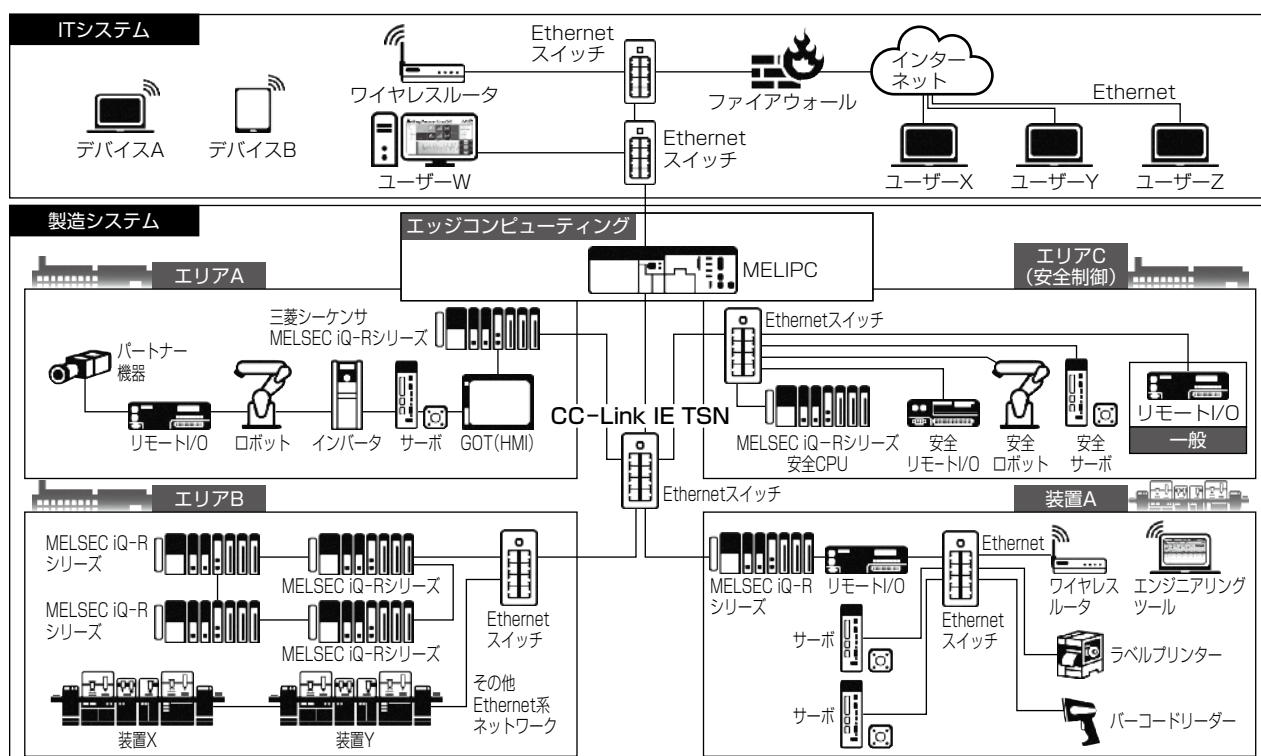 ITシステム
Ethernet
スイッチ
ワイヤレスルータ
ファイアウォール
インター
ネット
Ethernet
デバイスA
デバイスB
ユーザーW
Ethernet
スイッチ
ユーザーX
ユーザーY
ユーザーZ
製造システム
エッジコンピューティング
MELIPC
エリアA
三菱シーケンサ
MELSEC iQ-Rシリーズ
パートナー
機器
リモートI/O
ロボット
インバータ
サーボ
GOT(HMI)
CC-Link IE TSN
Ethernetスイッチ
エリアC
(安全制御)
Ethernetスイッチ
MELSEC iQ-Rシリーズ
安全CPU
安全
リモートI/O
安全
ロボット
安全
サーボ
リモートI/O
一般
エリアB
MELSEC iQ-R
シリーズ
MELSEC iQ-Rシリーズ
MELSEC iQ-R
シリーズ
MELSEC iQ-Rシリーズ
Ethernet
スイッチ
装置X
装置Y
その他
Ethernet系
ネットワーク
装置A
MELSEC iQ-R
シリーズ
リモートI/O
Ethernet
ワイヤレス
ルータ
エンジニアリング
ツール
サーボ
Ethernet
スイッチ
ラベルプリンター
サーボ
バーコードリーダー